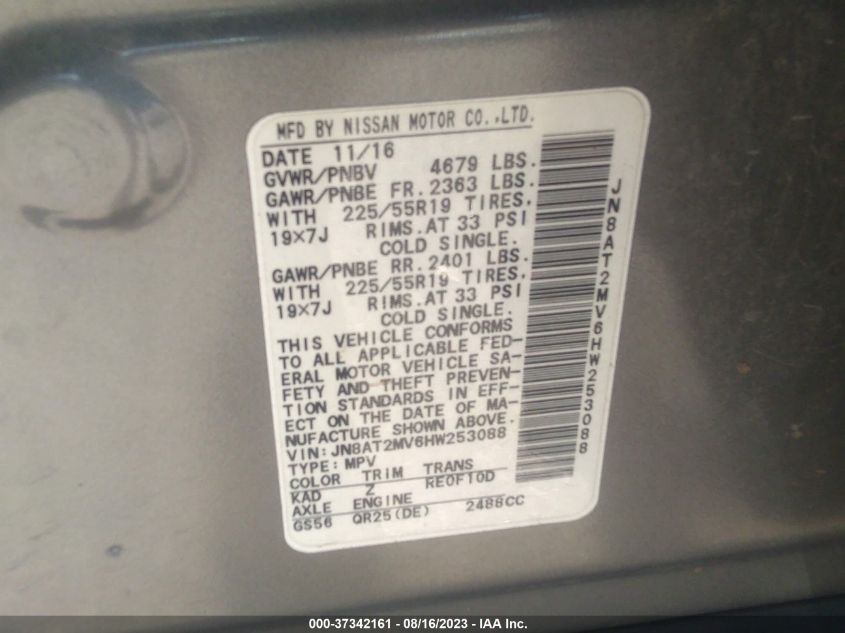 MFD BY NISSAN MOTOR CO.,LTD.
DATE 11/16
GVWR/PNBV 4679 LBS.
GAWR/PNBE FR. 2363 LBS.
WITH 225/55R19 TIRES.
19×7J RIMS.AT 33 PSI
COLD SINGLE.
GAWR/PNBE RR. 2401 LBS.
WITH 225/55R19 TIRES.
19×7J RIMS.AT 33 PSI
COLD SINGLE.
THIS VEHICLE CONFORMS
TO ALL APPLICABLE FED-
ERAL MOTOR VEHICLE SA-
FETY AND THEFT PREVEN-
TION STANDARDS IN EFF-
ECT ON THE DATE OF MA-
NUFACTURE SHOWN ABOVE.
VIN: JN8AT2MV6HW253088
TYPE: MPV
COLOR TRIM TRANS
KAD Z RE0F10D
AXLE ENGINE
GS56 QR25(DE) 2488CC
JN8AT2MV6HW253088
000-37342161 - 08/16/2023 - IAA Inc.